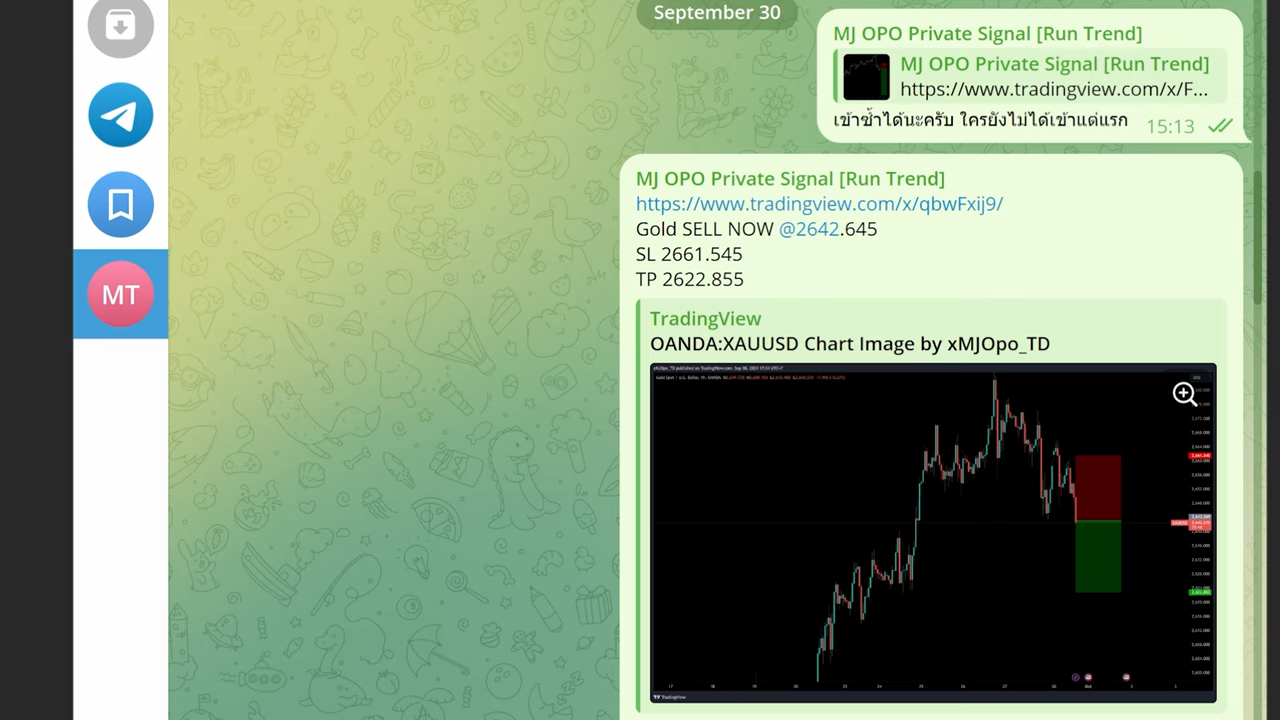 September 30
MJ OPO Private Signal [Run Trend]
MJ OPO Private Signal [Run Trend]
https://www.tradingview.com/x/F...
เข้าซ้ำได้นะครับ ใครยังไม่ได้เข้าแต่แรก
15:13
MT
MJ OPO Private Signal [Run Trend]
https://www.tradingview.com/x/qbwFxij9/
Gold SELL NOW @2642.645
SL 2661.545
TP 2622.855
TradingView
OANDA:XAUUSD Chart Image by xMJOpo_TD
TradingView